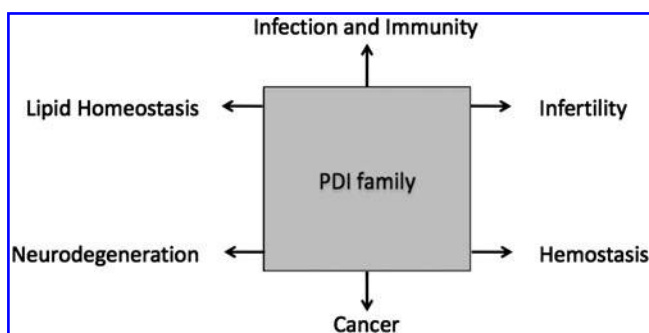 Infection and Immunity
Lipid Homeostasis
Infertility
PDI family
Neurodegeneration
Hemostasis
Cancer